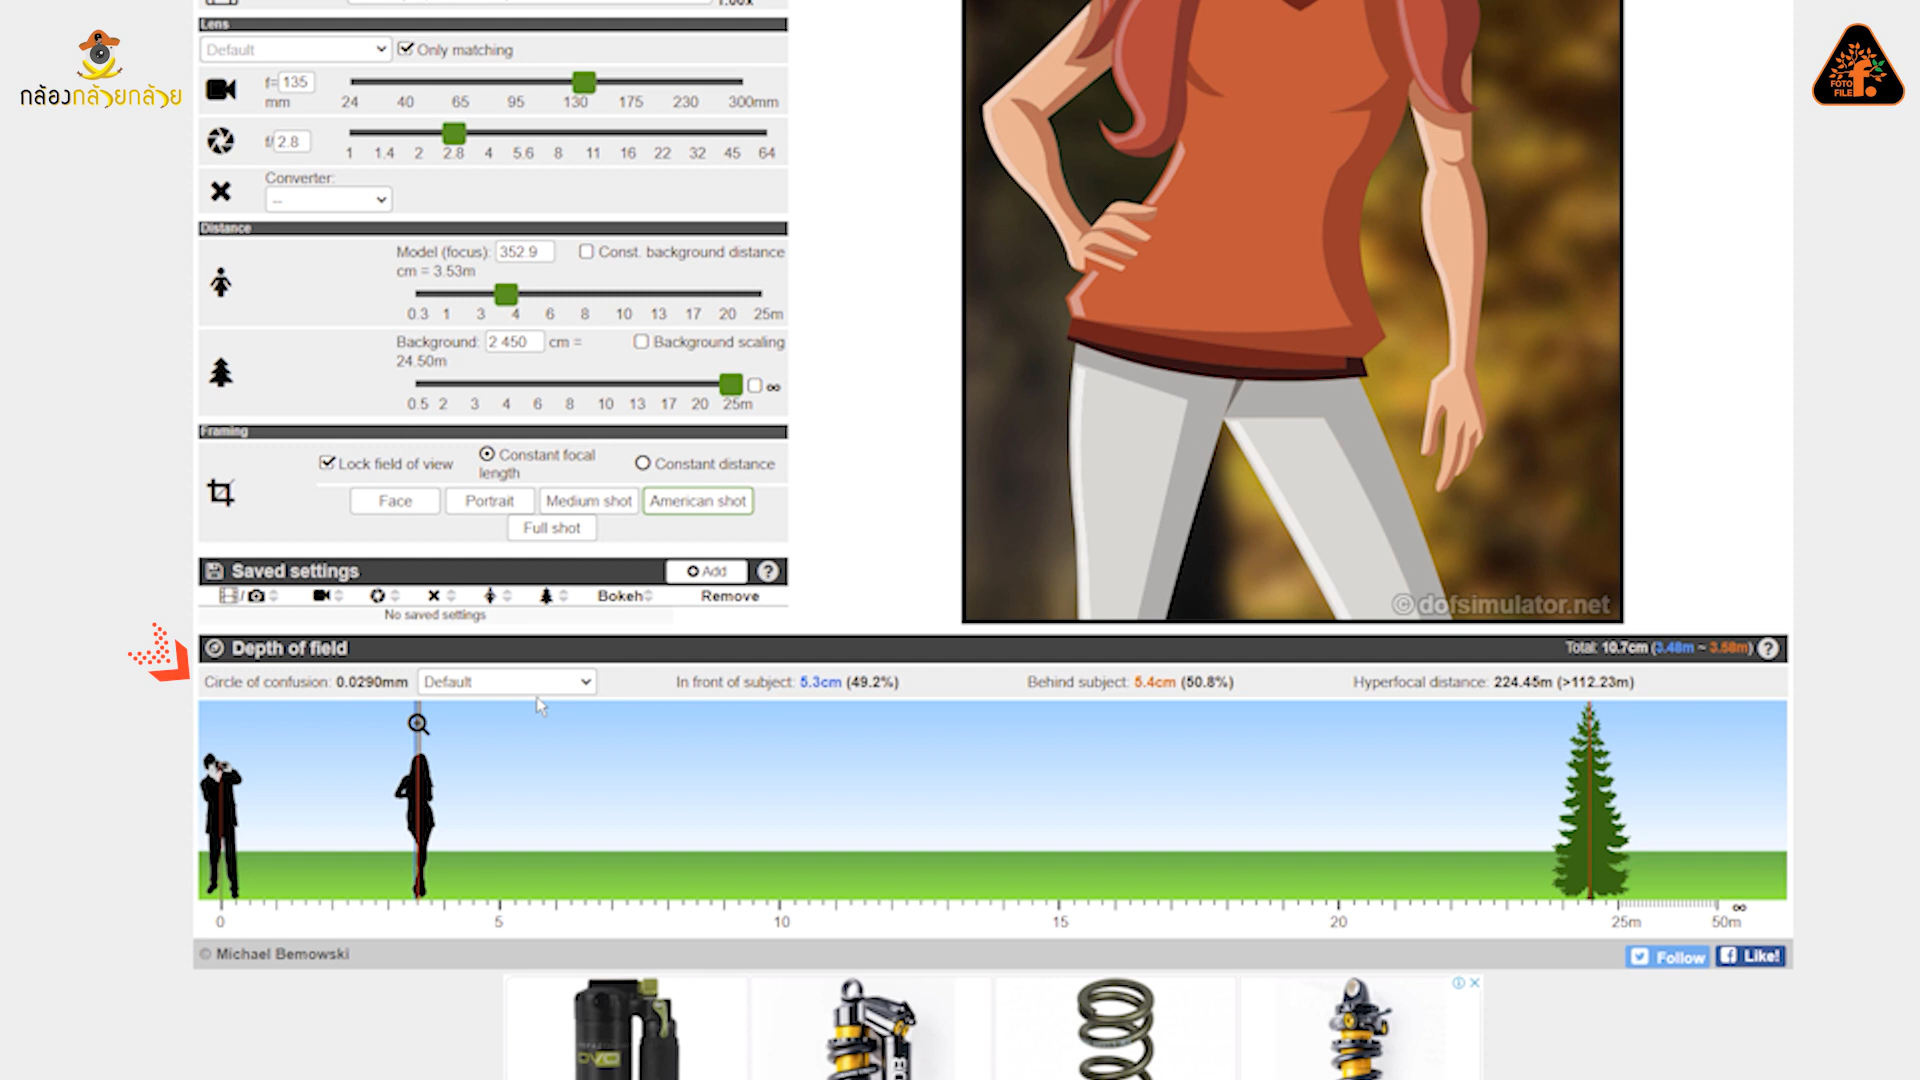 กล้องกล้วยกล้วย
FOTO
FILE
f.
1.00x
Lens
Default
Only matching
f= 135
mm
24 40 65 95 130 175 230 300mm
f/ 2.8
1 1.4 2 2.8 4 5.6 8 11 16 22 32 45 64
Converter:
--
Distance
Model (focus): 352.9
cm = 3.53m
Const. background distance
0.3 1 3 4 6 8 10 13 17 20 25m
Background: 2 450 cm =
24.50m
Background scaling
∞
0.5 2 3 4 6 8 10 13 17 20 25m
Framing
Lock field of view
Constant focal
length
Constant distance
Face Portrait Medium shot American shot
Full shot
Saved settings
Add
?
/ Bokeh Remove
No saved settings
© dofsimulator.net
Depth of field
Total: 10.7cm (3.48m ~ 3.58m) ?
Circle of confusion: 0.0290mm Default
In front of subject: 5.3cm (49.2%)
Behind subject: 5.4cm (50.8%)
Hyperfocal distance: 224.45m (>112.23m)
0 5 10 15 20 25m 50m ∞
© Michael Bemowski
Follow
Like!
OVO